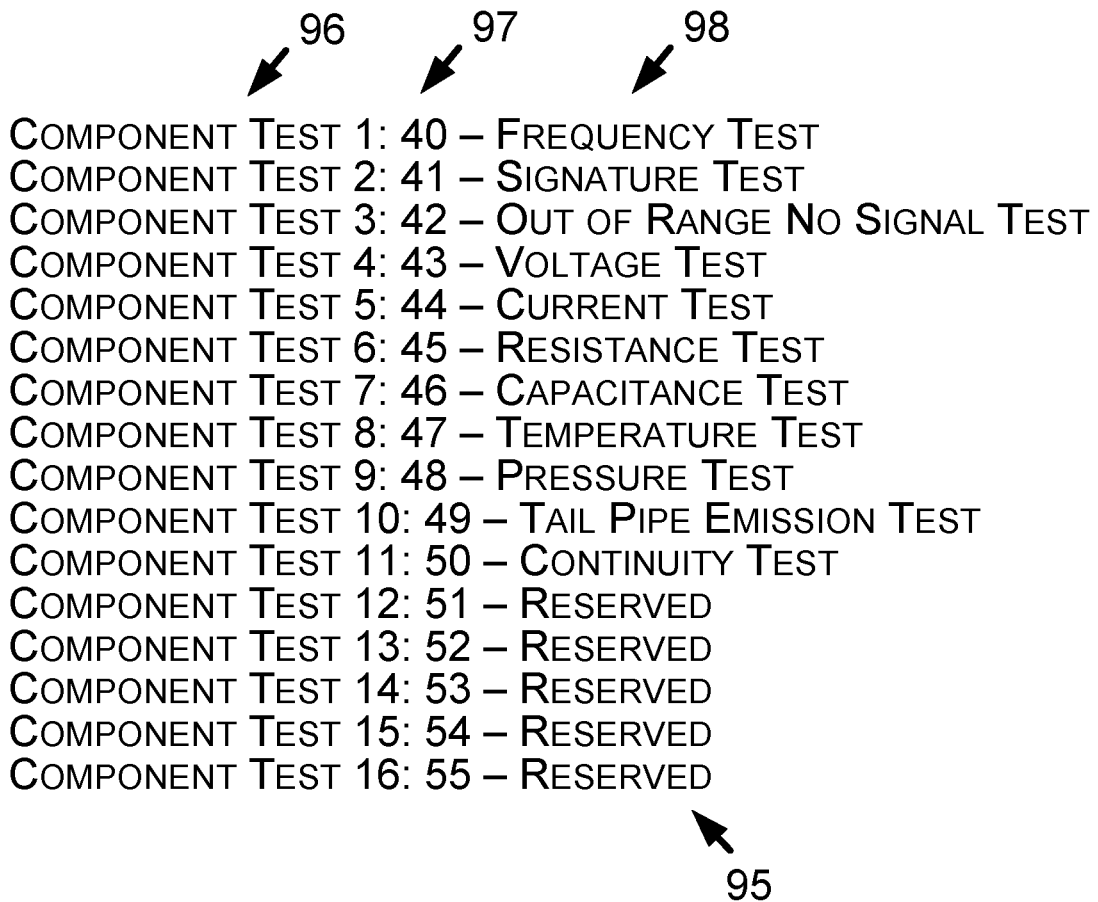 96 97 98
COMPONENT TEST 1: 40 – FREQUENCY TEST
COMPONENT TEST 2: 41 – SIGNATURE TEST
COMPONENT TEST 3: 42 – OUT OF RANGE NO SIGNAL TEST
COMPONENT TEST 4: 43 – VOLTAGE TEST
COMPONENT TEST 5: 44 – CURRENT TEST
COMPONENT TEST 6: 45 – RESISTANCE TEST
COMPONENT TEST 7: 46 – CAPACITANCE TEST
COMPONENT TEST 8: 47 – TEMPERATURE TEST
COMPONENT TEST 9: 48 – PRESSURE TEST
COMPONENT TEST 10: 49 – TAIL PIPE EMISSION TEST
COMPONENT TEST 11: 50 – CONTINUITY TEST
COMPONENT TEST 12: 51 – RESERVED
COMPONENT TEST 13: 52 – RESERVED
COMPONENT TEST 14: 53 – RESERVED
COMPONENT TEST 15: 54 – RESERVED
COMPONENT TEST 16: 55 – RESERVED
95